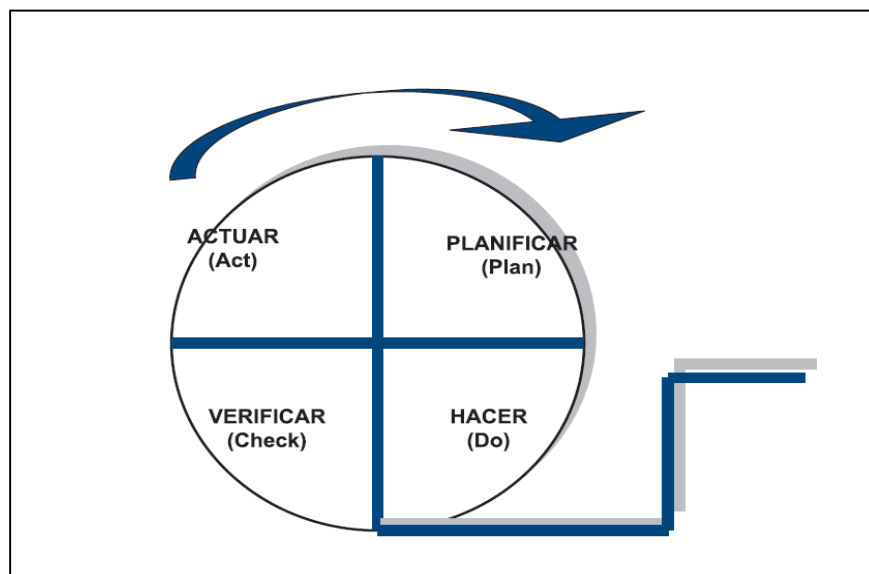 ACTUAR
(Act)
PLANIFICAR
(Plan)
VERIFICAR
(Check)
HACER
(Do)